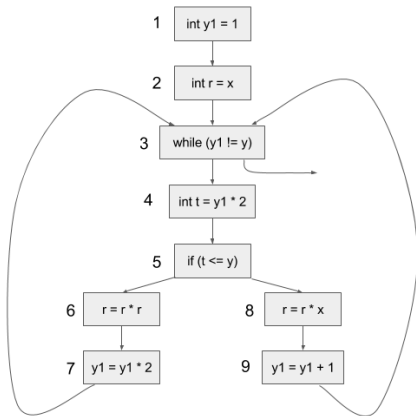 1 int y1 = 1
2 int r = x
3 while (y1 != y)
4 int t = y1 * 2
5 if (t <= y)
6 r = r * r
8 r = r * x
7 y1 = y1 * 2
9 y1 = y1 + 1